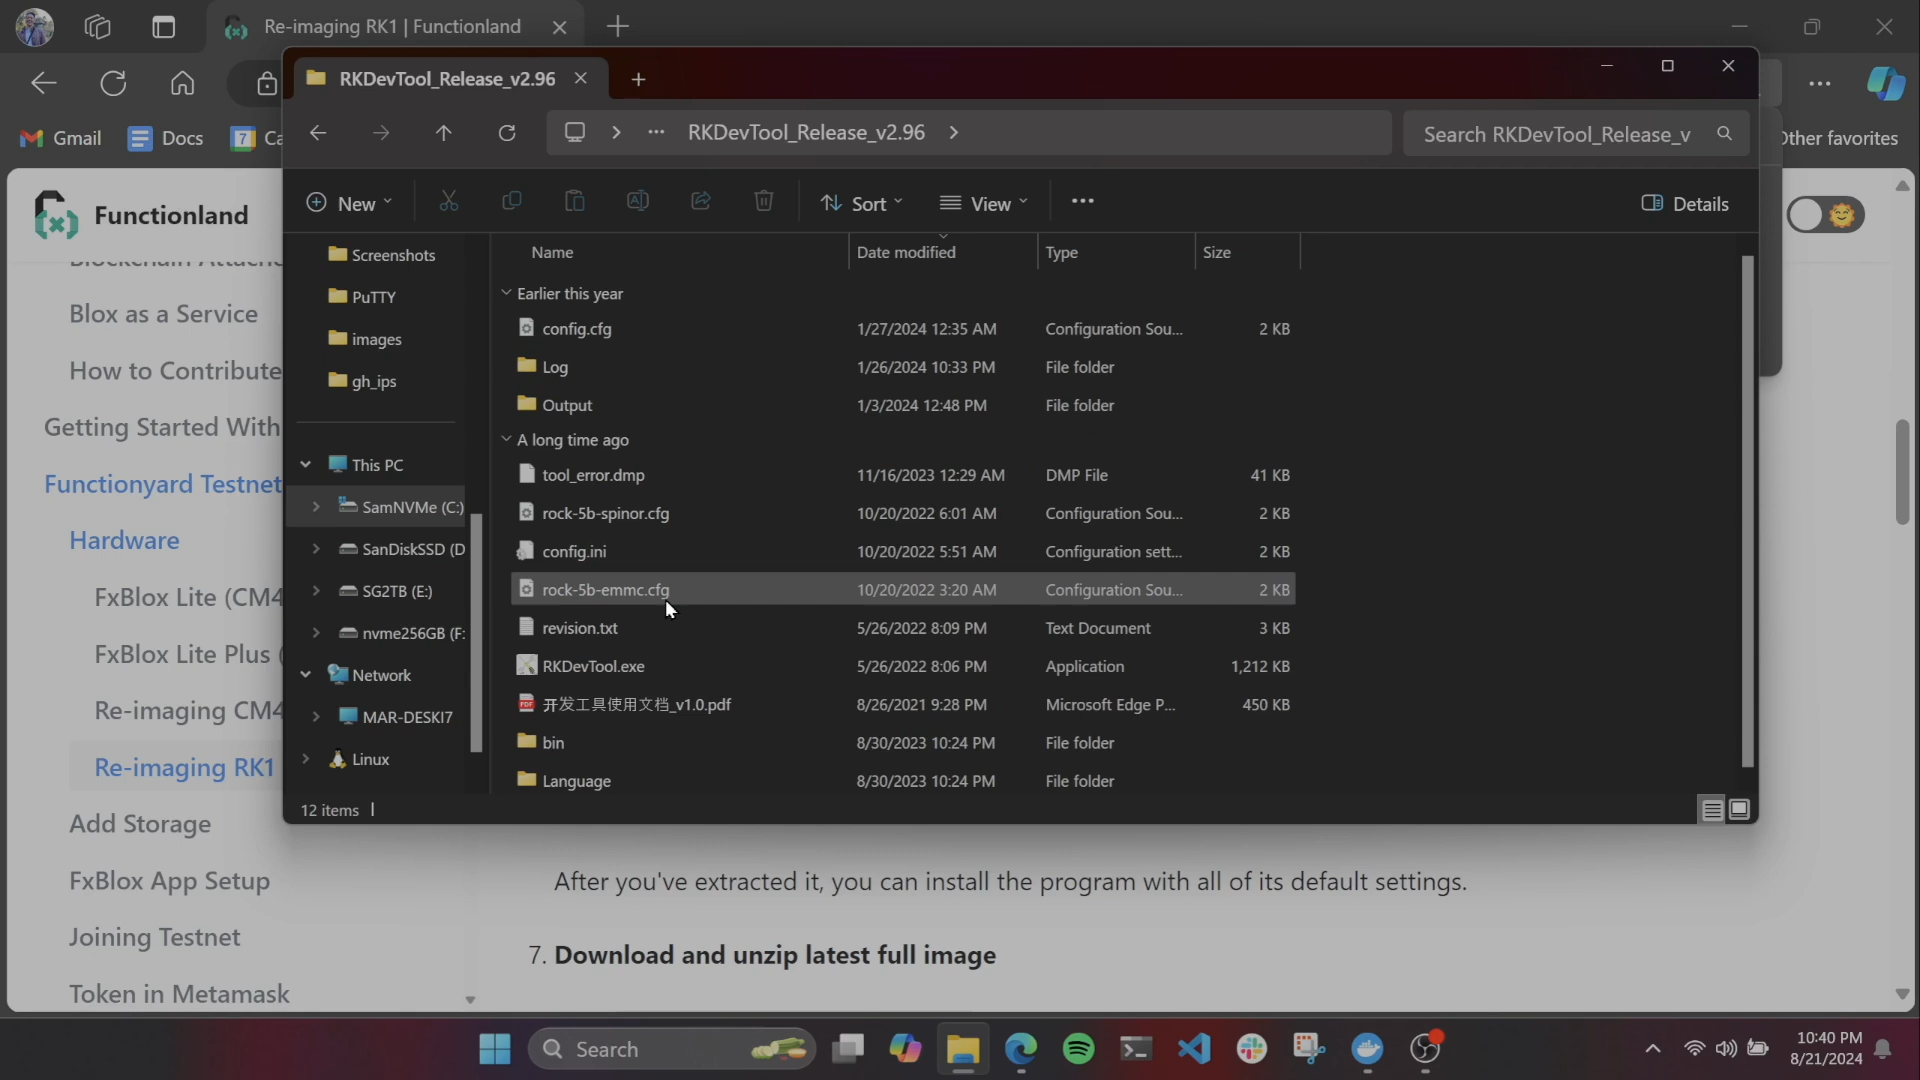 Re-imaging RK1 | Functionland
RKDevTool_Release_v2.96
RKDevTool_Release_v2.96
Search RKDevTool_Release_v
Gmail
Docs
7
Ca
Other favorites
Functionland
New
Sort
View
Details
Name
Date modified
Type
Size
Blox as a Service
How to Contribute
Getting Started With
Functionyard Testnet
Hardware
FxBlox Lite (CM4
FxBlox Lite Plus (
Re-imaging CM4
Re-imaging RK1
Add Storage
FxBlox App Setup
Joining Testnet
Token in Metamask
Screenshots
PuTTY
images
gh_ips
This PC
SamNVMe (C:)
SanDiskSSD (D
SG2TB (E:)
nvme256GB (F:
Network
MAR-DESKI7
Linux
Earlier this year
config.cfg 1/27/2024 12:35 AM Configuration Sou... 2 KB
Log 1/26/2024 10:33 PM File folder
Output 1/3/2024 12:48 PM File folder
A long time ago
tool_error.dmp 11/16/2023 12:29 AM DMP File 41 KB
rock-5b-spinor.cfg 10/20/2022 6:01 AM Configuration Sou... 2 KB
config.ini 10/20/2022 5:51 AM Configuration sett... 2 KB
rock-5b-emmc.cfg 10/20/2022 3:20 AM Configuration Sou... 2 KB
revision.txt 5/26/2022 8:09 PM Text Document 3 KB
RKDevTool.exe 5/26/2022 8:06 PM Application 1,212 KB
PDF 开发工具使用文档_v1.0.pdf 8/26/2021 9:28 PM Microsoft Edge P... 450 KB
bin 8/30/2023 10:24 PM File folder
Language 8/30/2023 10:24 PM File folder
12 items
After you've extracted it, you can install the program with all of its default settings.
7. Download and unzip latest full image
Search
10:40 PM
8/21/2024